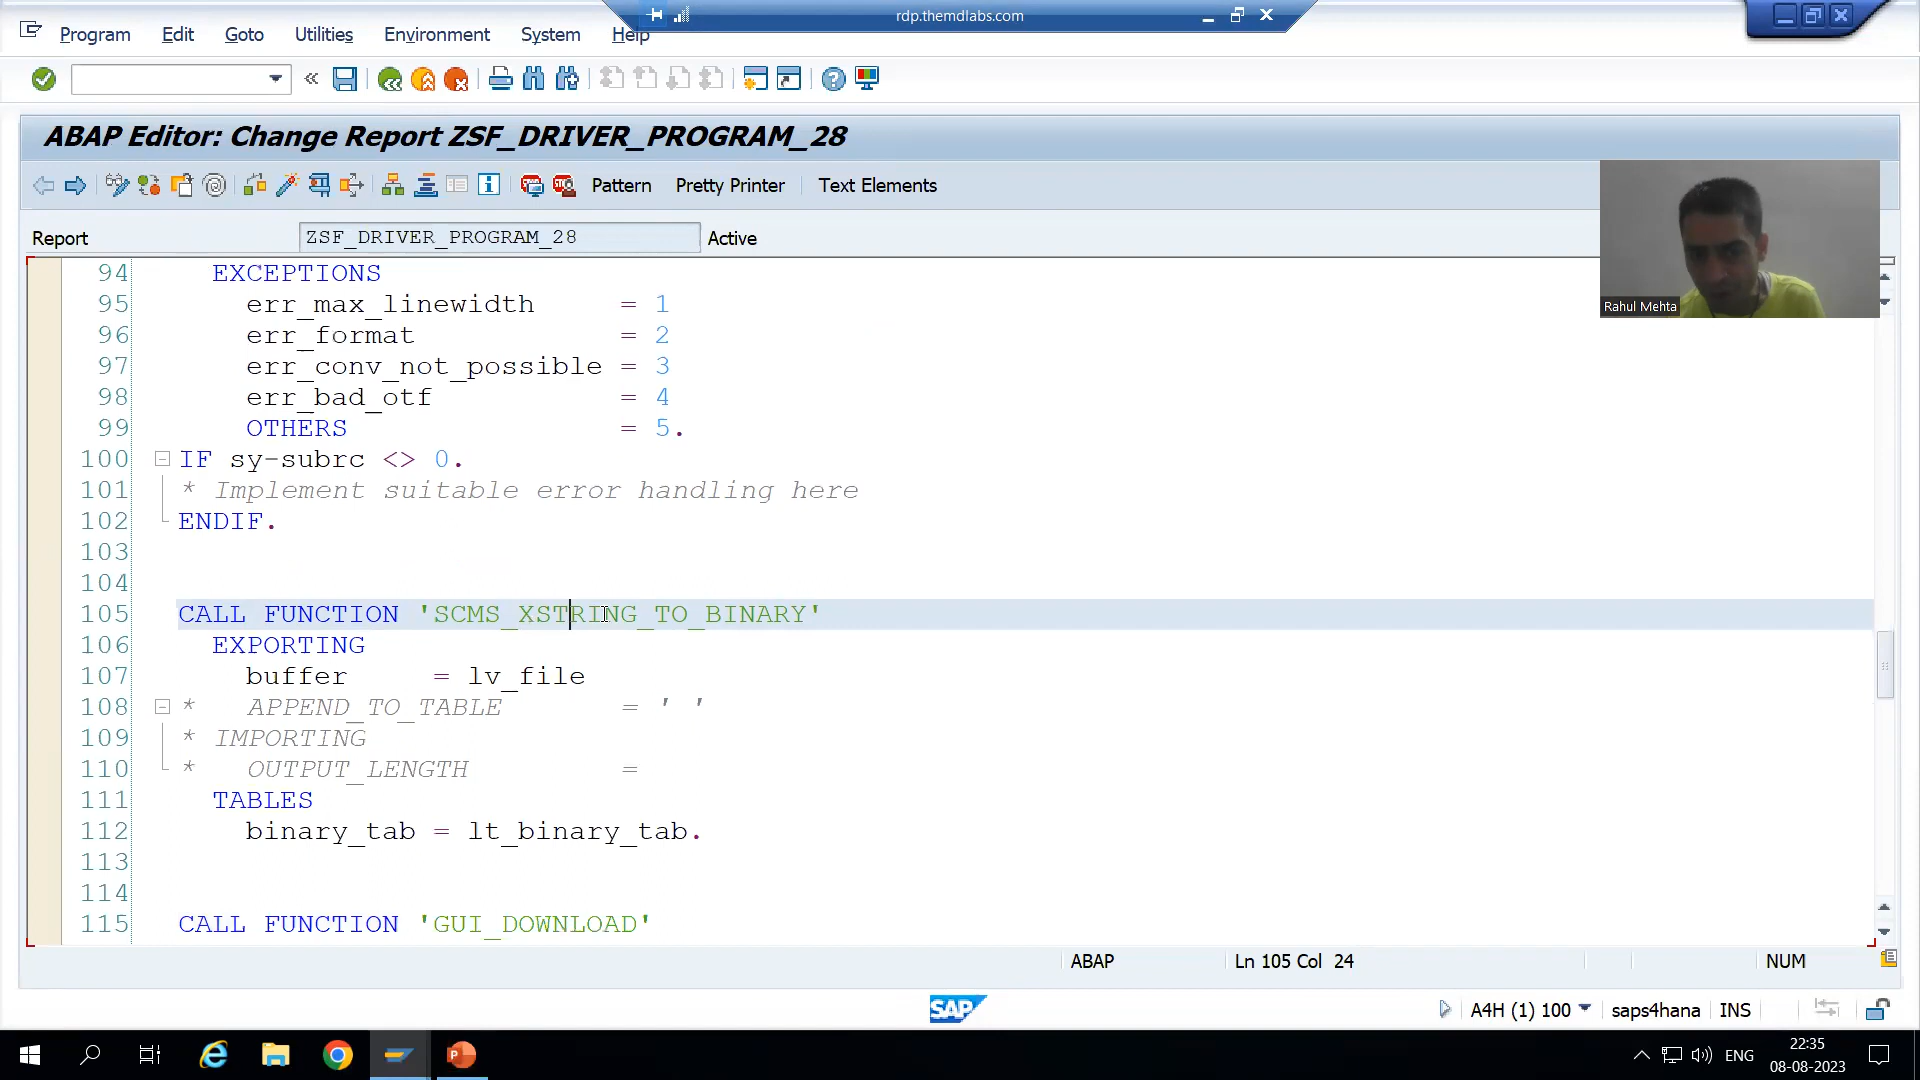 rdp.themdlabs.com
Program Edit Goto Utilities Environment System Help
ABAP Editor: Change Report ZSF_DRIVER_PROGRAM_28
Pattern Pretty Printer Text Elements
Report ZSF_DRIVER_PROGRAM_28 Active
Rahul Mehta
94 EXCEPTIONS
95 err_max_linewidth = 1
96 err_format = 2
97 err_conv_not_possible = 3
98 err_bad_otf = 4
99 OTHERS = 5.
100 IF sy-subrc <> 0.
101 * Implement suitable error handling here
102 ENDIF.
103
104
105 CALL FUNCTION 'SCMS_XSTRING_TO_BINARY'
106 EXPORTING
107 buffer = lv_file
108 * APPEND_TO_TABLE = ' '
109 * IMPORTING
110 * OUTPUT_LENGTH =
111 TABLES
112 binary_tab = lt_binary_tab.
113
114
115 CALL FUNCTION 'GUI_DOWNLOAD'
ABAP Ln 105 Col 24 NUM
SAP A4H (1) 100 saps4hana INS
ENG 22:35
08-08-2023